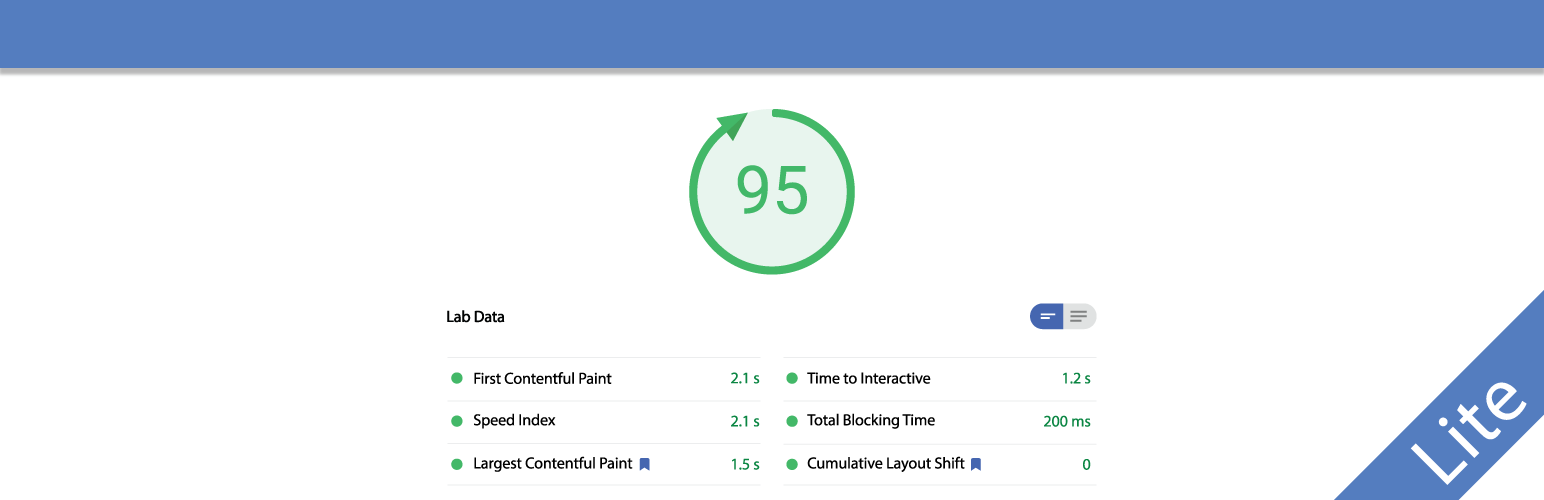 95
Lab Data
First Contentful Paint 2.1 s
Time to Interactive 1.2 s
Speed Index 2.1 s
Total Blocking Time 200 ms
Largest Contentful Paint 1.5 s
Cumulative Layout Shift 0
Lite